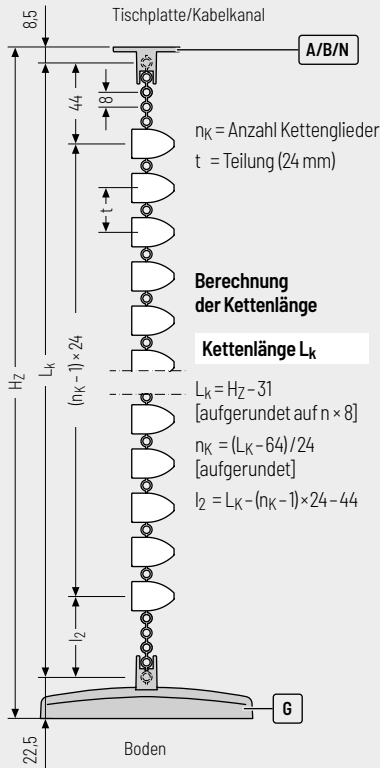 Tischplatte/Kabelkanal
8,5
A/B/N
44
8
nK = Anzahl Kettenglieder
t = Teilung (24 mm)
t
Berechnung
der Kettenlänge
Kettenlänge Lk
HZ
Lk
(nK – 1) × 24
Lk = HZ – 31
[aufgerundet auf n × 8]
nK = (LK – 64) / 24
[aufgerundet]
l2 = LK – (nK – 1) × 24 – 44
l2
G
22,5
Boden